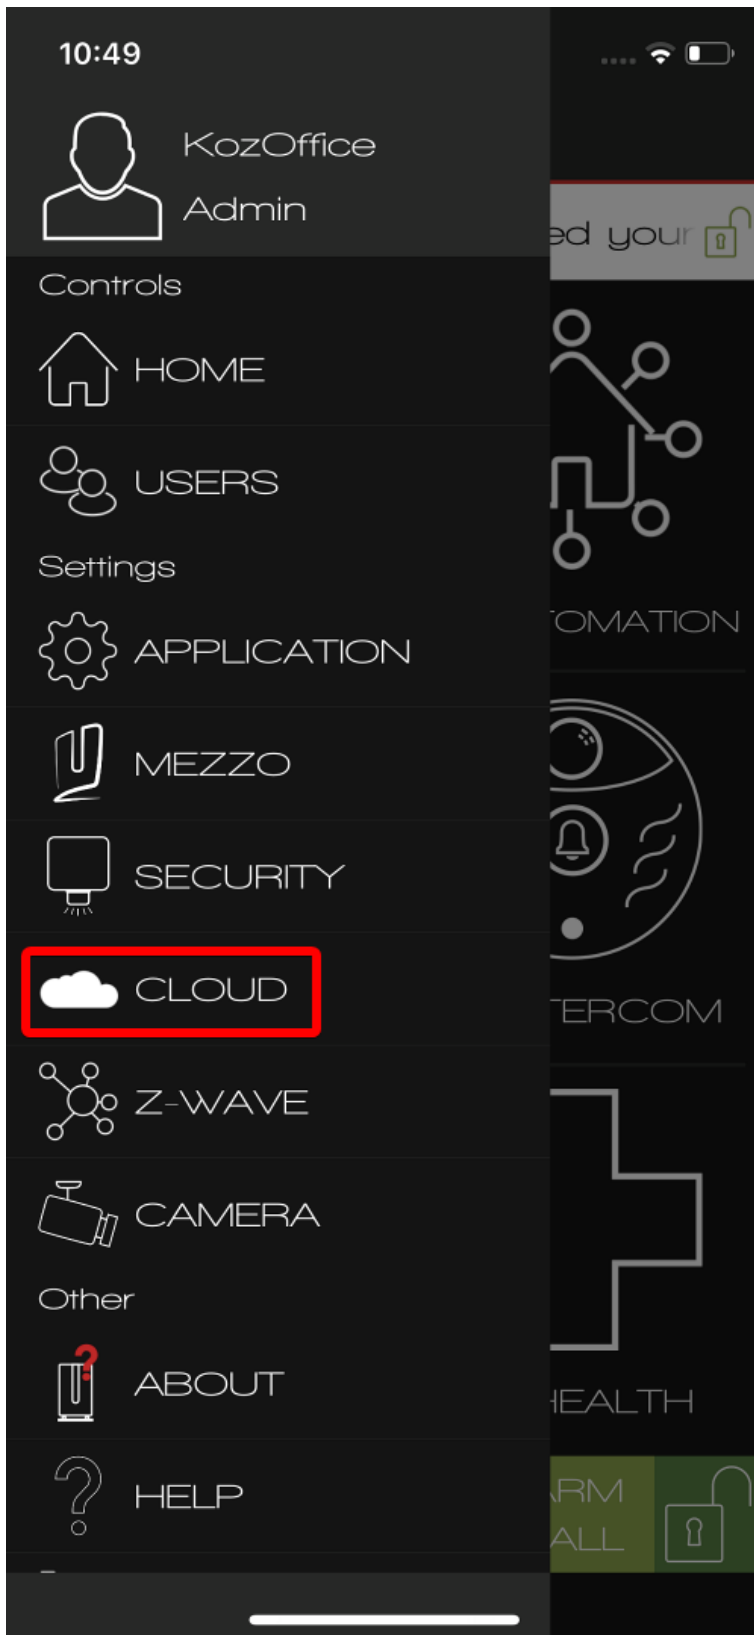 10:49
KozOffice
Admin
ed your
Controls
HOME
USERS
Settings
OMATION
APPLICATION
MEZZO
SECURITY
CLOUD
TERCOM
Z-WAVE
CAMERA
Other
ABOUT
HEALTH
HELP
ARM
ALL